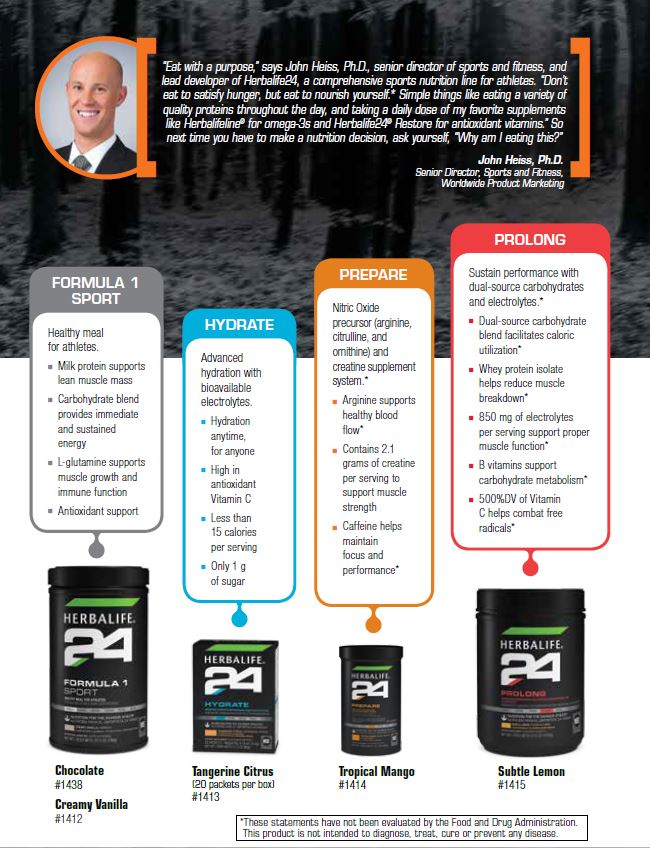 "Eat with a purpose," says John Heiss, Ph.D., senior director of sports and fitness, and
lead developer of Herbalife24, a comprehensive sports nutrition line for athletes. "Don't
eat to satisfy hunger, but eat to nourish yourself.* Simple things like eating a variety of
quality proteins throughout the day, and taking a daily dose of my favorite supplements
like Herbalifeline® for omega-3s and Herbalife24® Restore for antioxidant vitamins." So
next time you have to make a nutrition decision, ask yourself, "Why am I eating this?"
John Heiss, Ph.D.
Senior Director, Sports and Fitness,
Worldwide Product Marketing
FORMULA 1
SPORT
Healthy meal
for athletes.
▪ Milk protein supports
lean muscle mass
▪ Carbohydrate blend
provides immediate
and sustained
energy
▪ L-glutamine supports
muscle growth and
immune function
▪ Antioxidant support
HYDRATE
Advanced
hydration with
bioavailable
electrolytes.
▪ Hydration
anytime,
for anyone
▪ High in
antioxidant
Vitamin C
▪ Less than
15 calories
per serving
▪ Only 1 g
of sugar
PREPARE
Nitric Oxide
precursor (arginine,
citrulline, and
ornithine) and
creatine supplement
system.*
▪ Arginine supports
healthy blood
flow*
▪ Contains 2.1
grams of creatine
per serving to
support muscle
strength
▪ Caffeine helps
maintain
focus and
performance*
PROLONG
Sustain performance with
dual-source carbohydrates
and electrolytes.*
▪ Dual-source carbohydrate
blend facilitates caloric
utilization*
▪ Whey protein isolate
helps reduce muscle
breakdown*
▪ 850 mg of electrolytes
per serving support proper
muscle function*
▪ B vitamins support
carbohydrate metabolism*
▪ 500%DV of Vitamin
C helps combat free
radicals*
HERBALIFE
24
FORMULA 1
SPORT
HERBALIFE
24
HYDRATE
HERBALIFE
24
PREPARE
HERBALIFE
24
PROLONG
Chocolate
#1438
Creamy Vanilla
#1412
Tangerine Citrus
(20 packets per box)
#1413
Tropical Mango
#1414
Subtle Lemon
#1415
*These statements have not been evaluated by the Food and Drug Administration.
This product is not intended to diagnose, treat, cure or prevent any disease.